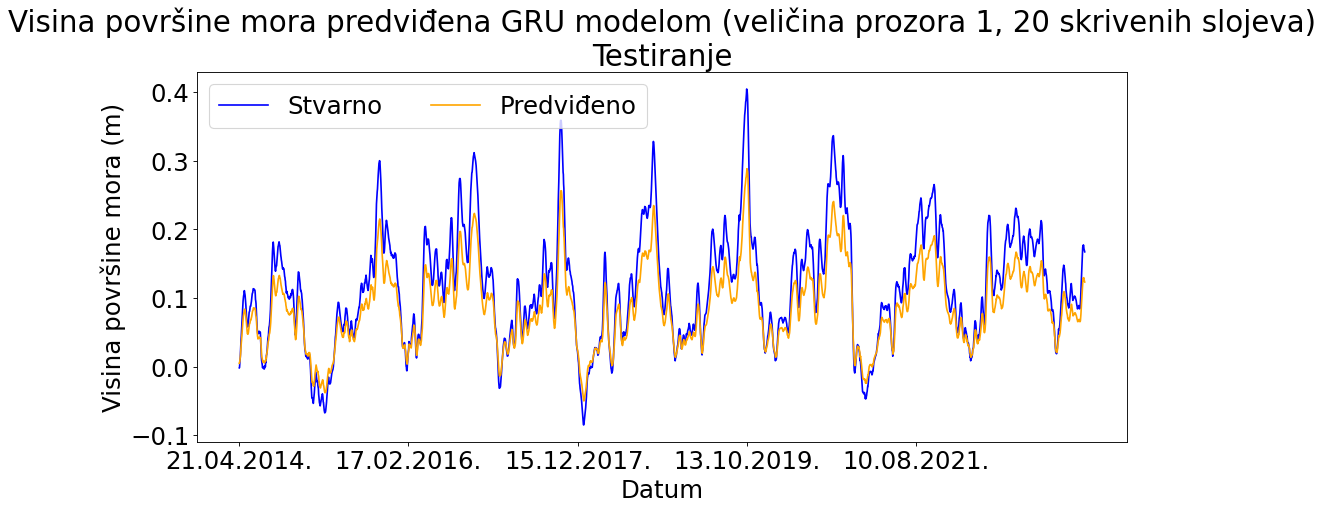 Visina površine mora predviđena GRU modelom (veličina prozora 1, 20 skrivenih slojeva)
Testiranje
Stvarno Predviđeno
Visina površine mora (m)
0.4
0.3
0.2
0.1
0.0
−0.1
21.04.2014. 17.02.2016. 15.12.2017. 13.10.2019. 10.08.2021.
Datum